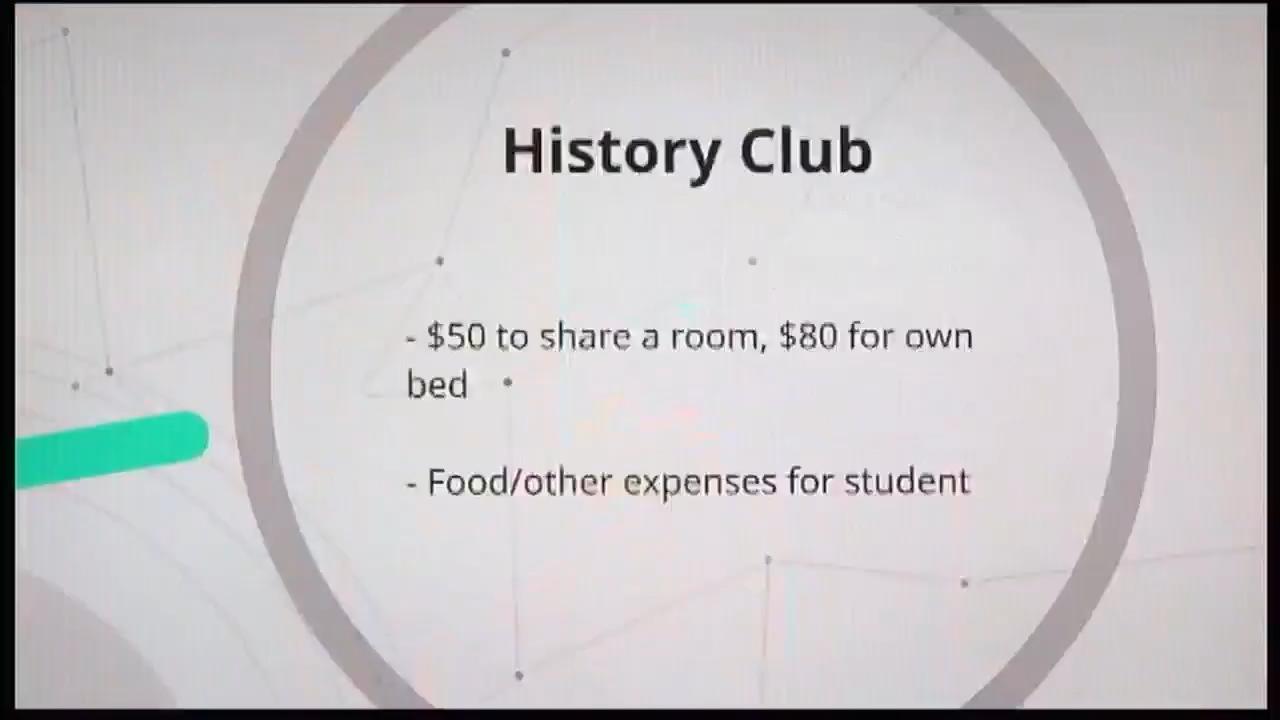 History Club
- $50 to share a room, $80 for own
bed
- Food/other expenses for student